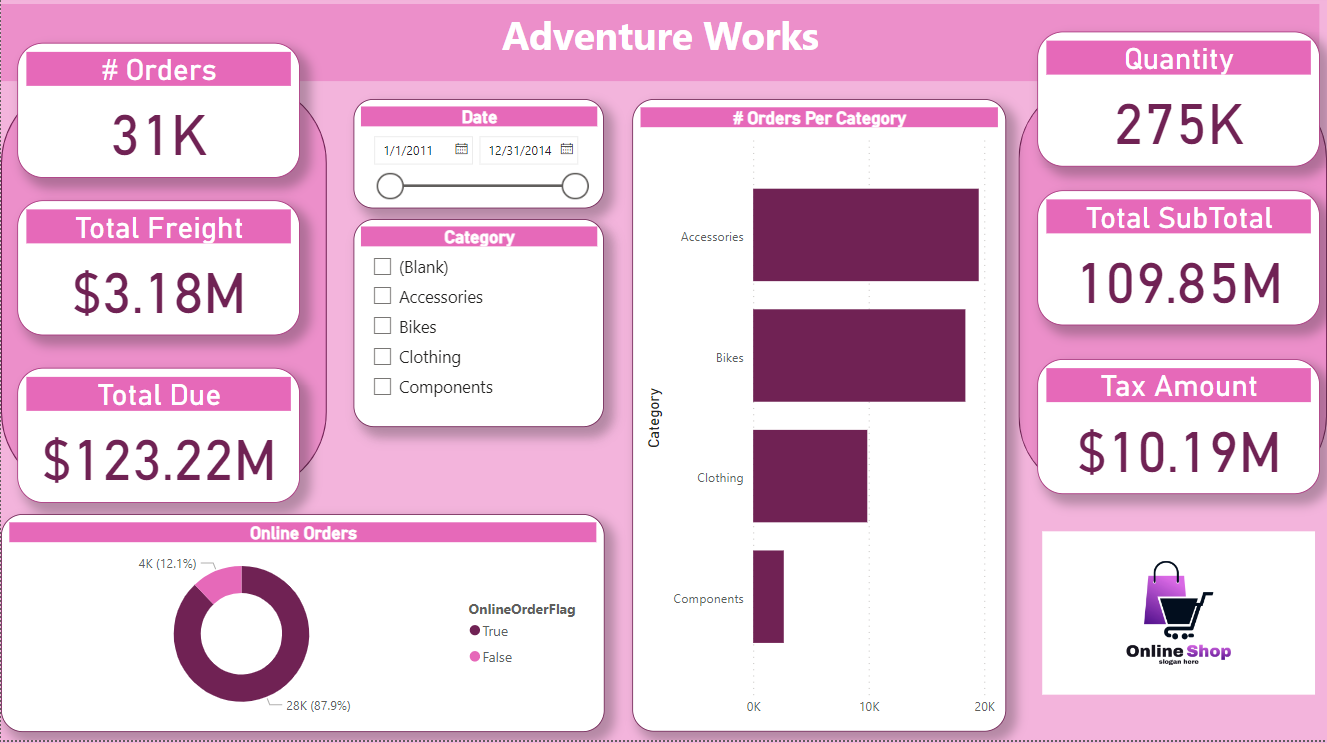 Adventure Works
# Orders
31K
Total Freight
$3.18M
Total Due
$123.22M
Date
1/1/2011
12/31/2014
Category
(Blank)
Accessories
Bikes
Clothing
Components
# Orders Per Category
Category
Accessories
Bikes
Clothing
Components
0K
10K
20K
Quantity
275K
Total SubTotal
109.85M
Tax Amount
$10.19M
Online Orders
4K (12.1%)
28K (87.9%)
OnlineOrderFlag
True
False
Online Shop
slogan here